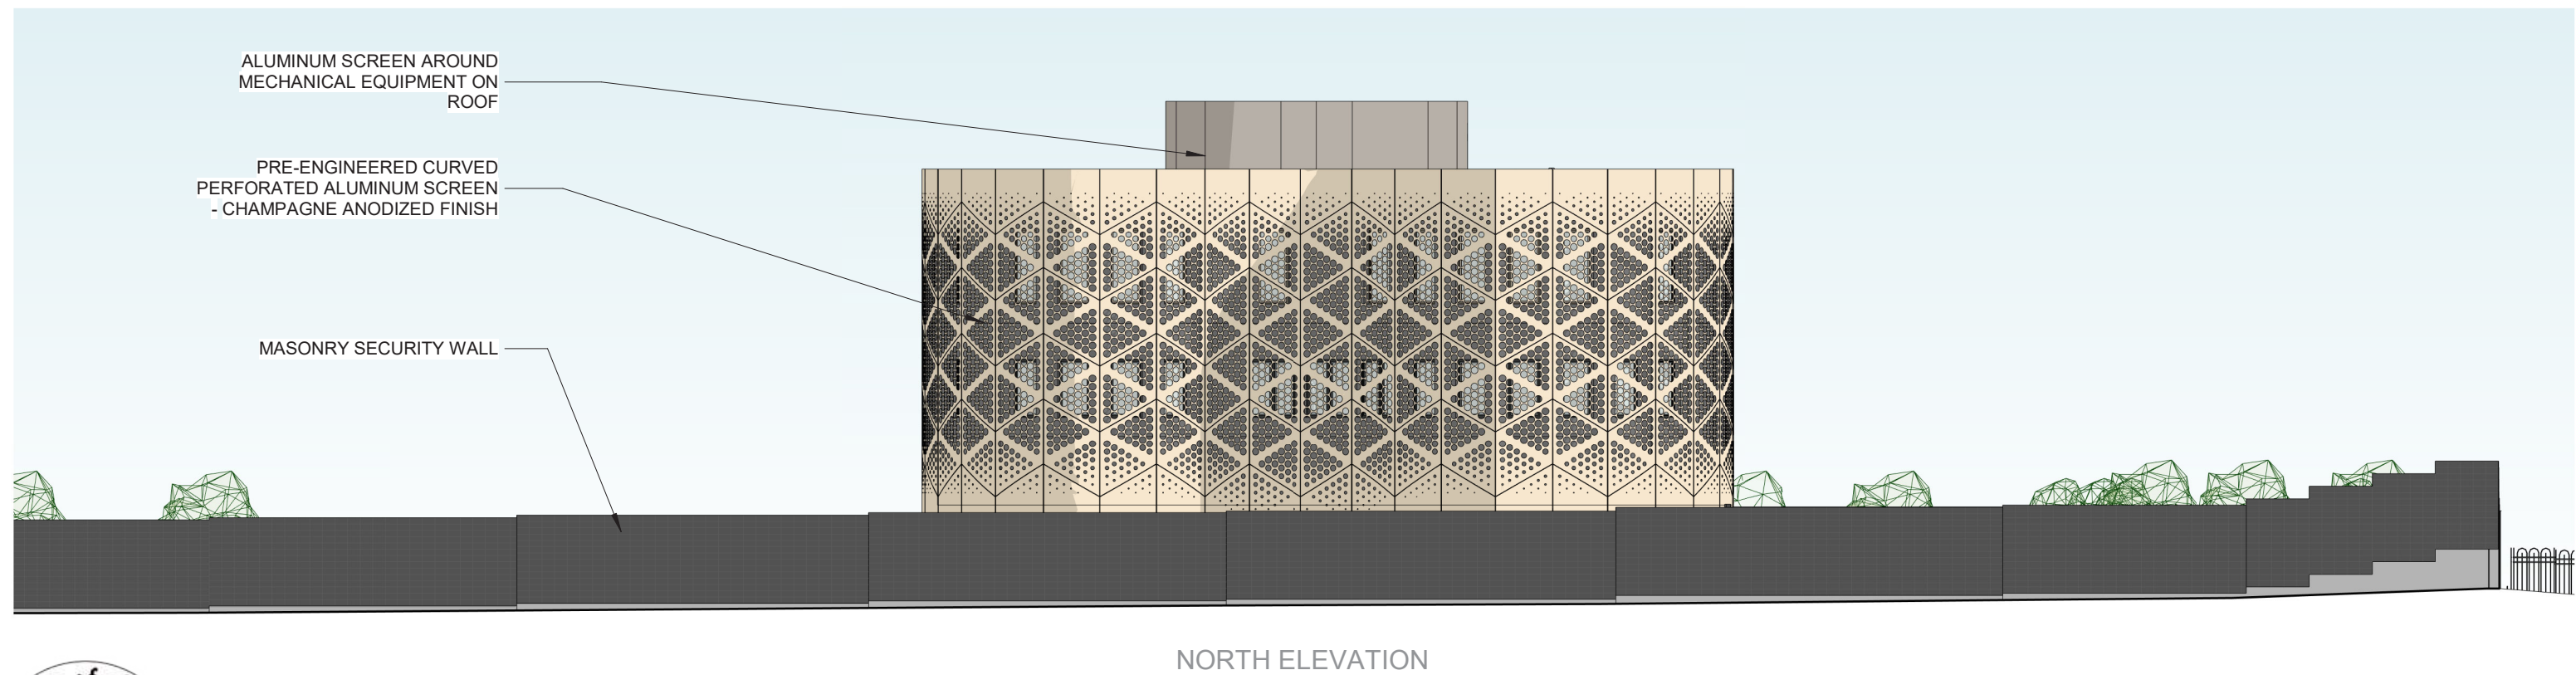 ALUMINUM SCREEN AROUND
MECHANICAL EQUIPMENT ON
ROOF
PRE-ENGINEERED CURVED
PERFORATED ALUMINUM SCREEN
- CHAMPAGNE ANODIZED FINISH
MASONRY SECURITY WALL
NORTH ELEVATION